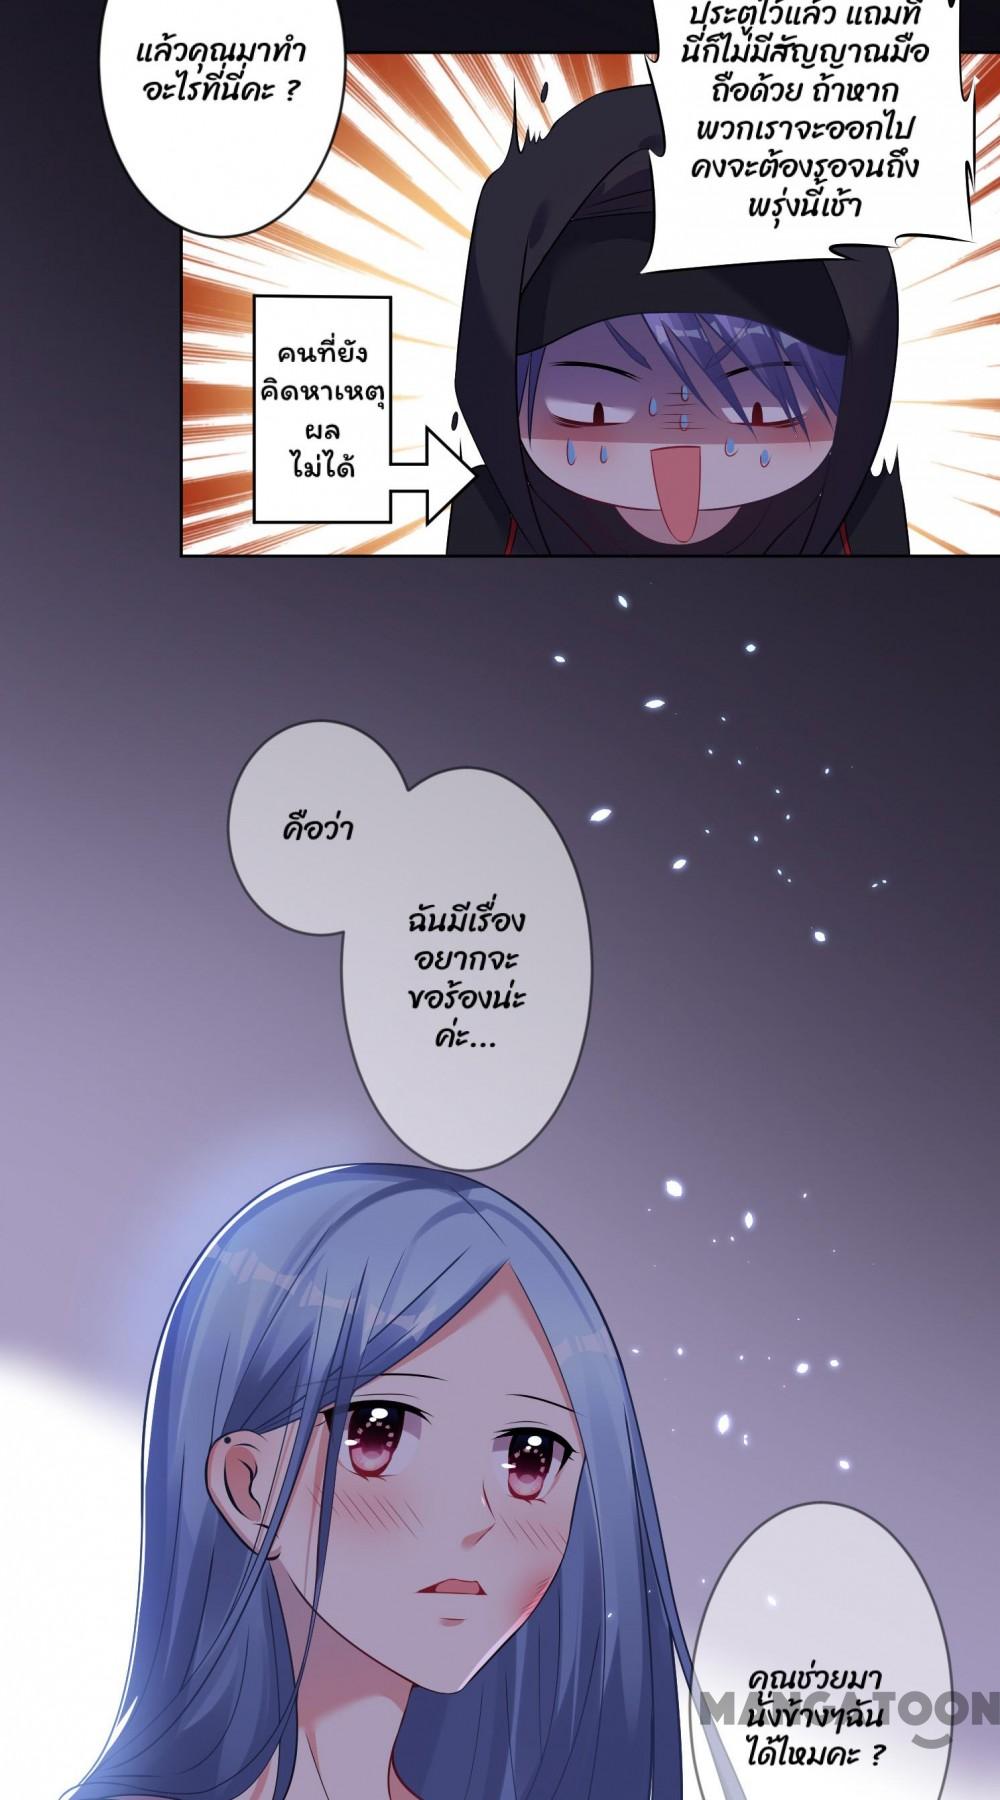 แล้วคุณมาทำ
อะไรที่นี่คะ ?
ประตูไว้แล้ว แถมที่
นี่ก็ไม่มีสัญญาณมือ
ถือด้วย ถ้าหาก
พวกเราจะออกไป
คงจะต้องรอจนถึง
พรุ่งนี้เช้า
คนที่ยัง
คิดหาเหตุ
ผล
ไม่ได้
คือว่า
ฉันมีเรื่อง
อยากจะ
ขอร้องน่ะ
ค่ะ...
คุณช่วยมา
นั่งข้างๆฉัน
ได้ไหมคะ ?
MANGATOON